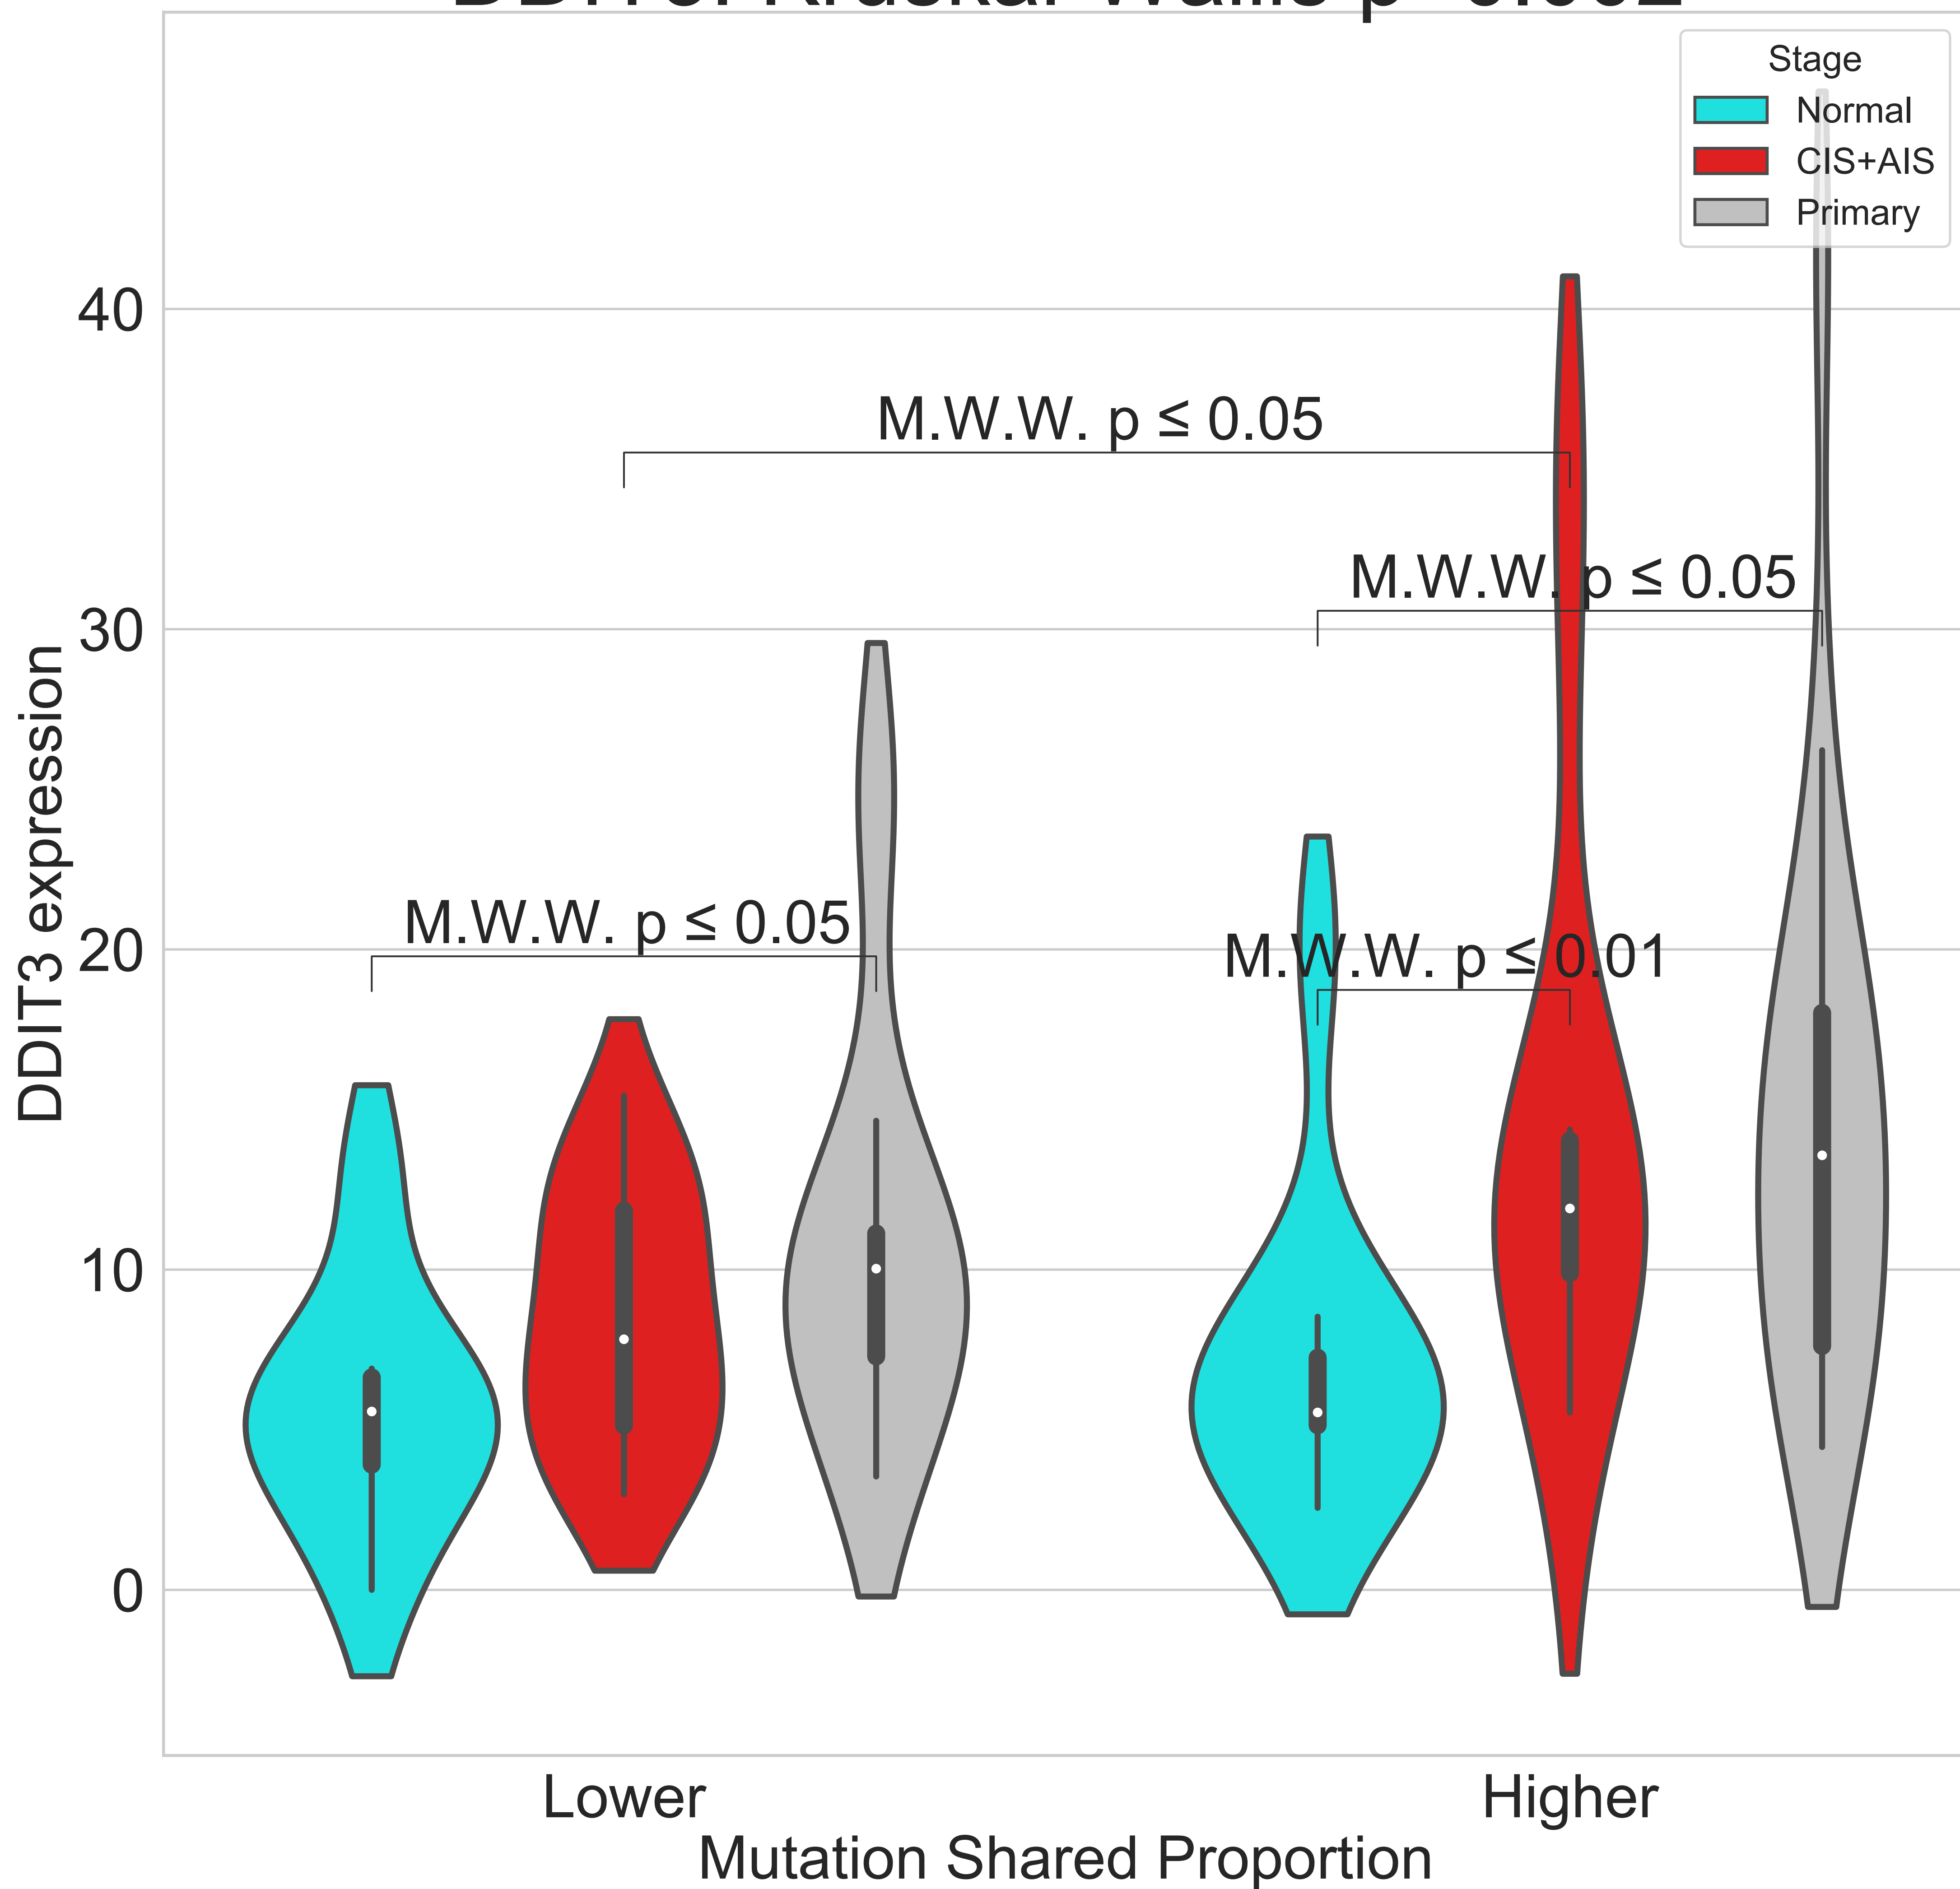 Stage
Normal
CIS+AIS
Primary
40
30
20
10
0
DDIT3 expression
M.W.W. p ≤ 0.05
M.W.W. p ≤ 0.05
M.W.W. p ≤ 0.05
M.W.W. p ≤ 0.01
Lower
Higher
Mutation Shared Proportion